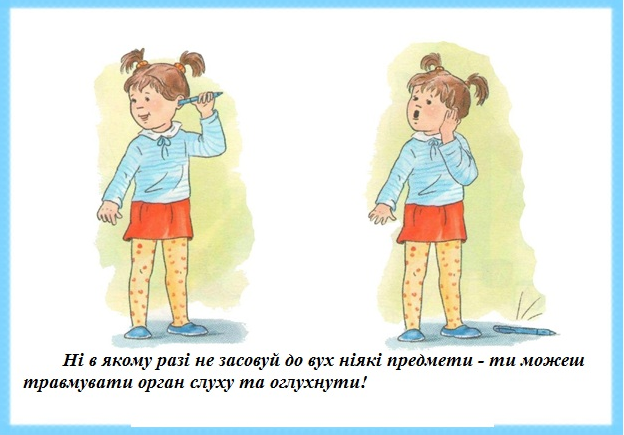 Ні в якому разі не засовуй до вух ніякі предмети - ти можеш
травмувати орган слуху та оглухнути!